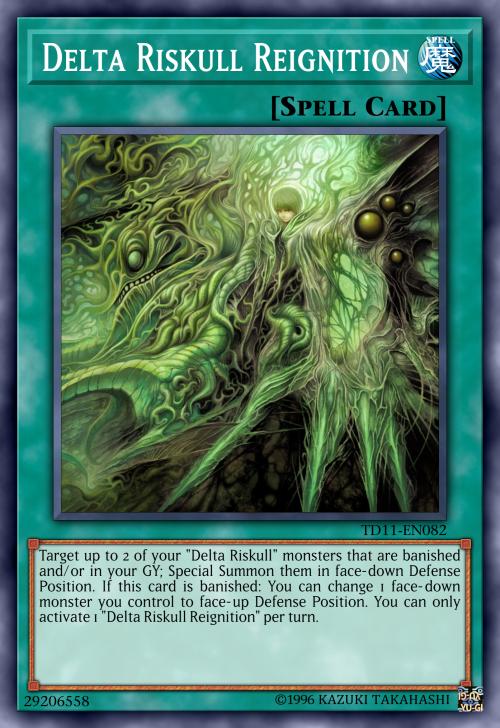 DELTA RISKULL REIGNITION
SPELL
魔
[SPELL CARD]
TD11-EN082
Target up to 2 of your "Delta Riskull" monsters that are banished
and/or in your GY; Special Summon them in face-down Defense
Position. If this card is banished: You can change 1 face-down
monster you control to face-up Defense Position. You can only
activate 1 "Delta Riskull Reignition" per turn.
29206558
©1996 KAZUKI TAKAHASHI